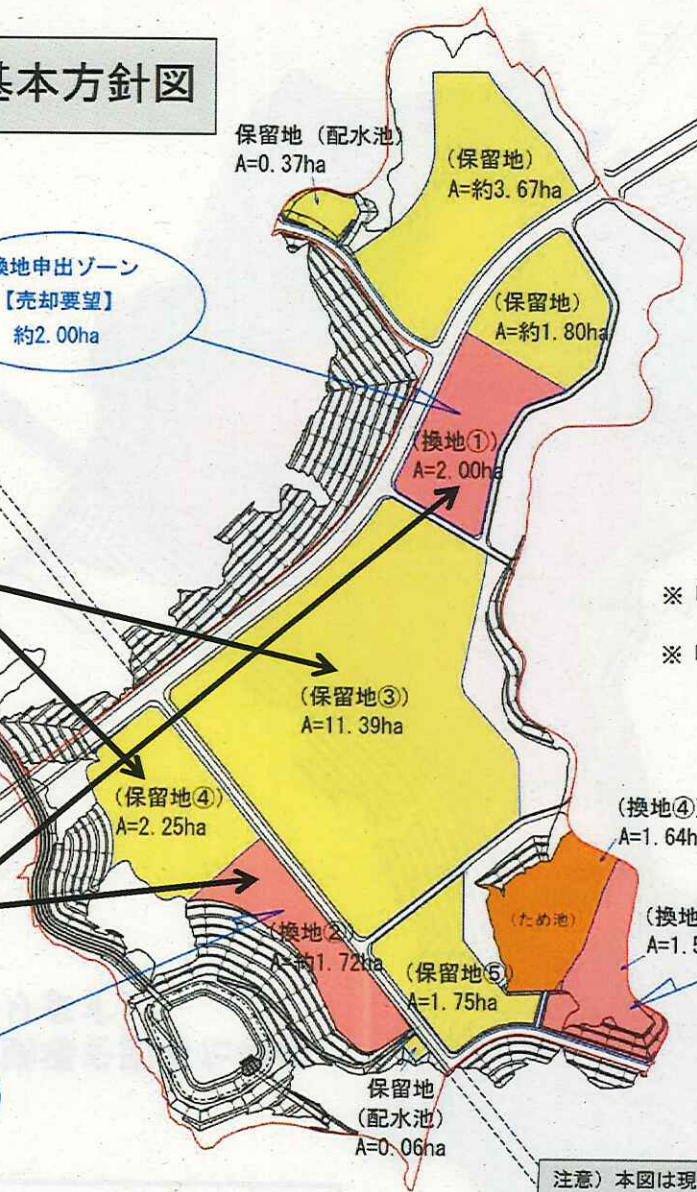 基本方針図
保留地（配水池）
A=0.37ha
（保留地）
A=約3.67ha
換地申出ゾーン
【売却要望】
約2.00ha
（保留地）
A=約1.80ha
（換地①）
A=2.00ha
※
※
（保留地③）
A=11.39ha
（保留地④）
A=2.25ha
（換地④
A=1.64h
（ため池）
（換地
A=1.5
（換地②）
A=約1.72ha
（保留地⑤）
A=1.75ha
保留地
（配水池）
A=0.06ha
注意）本図は現